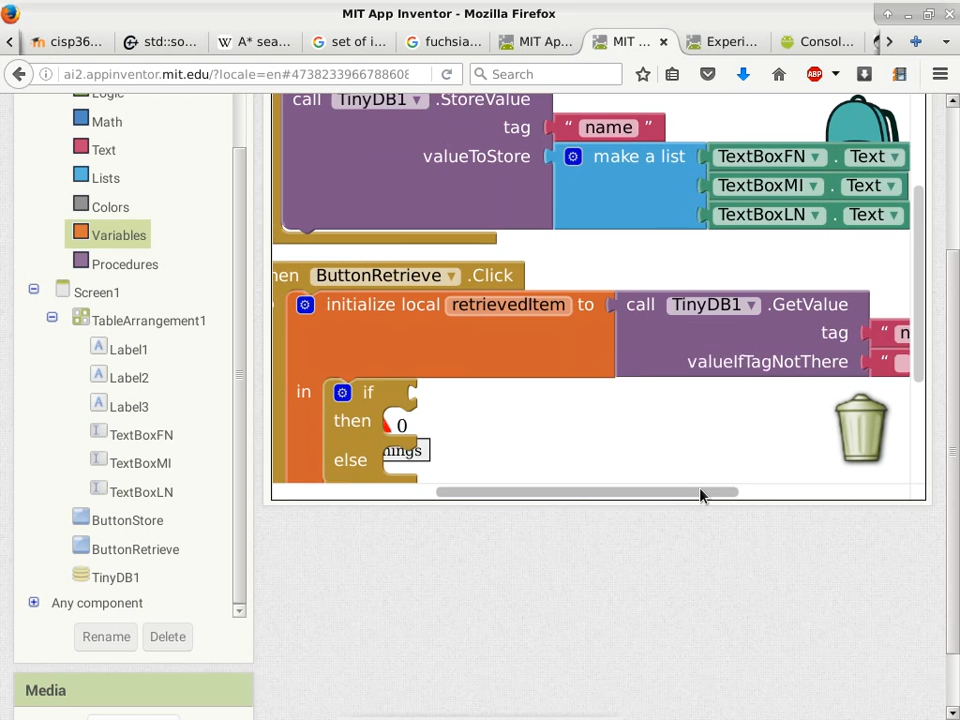 MIT App Inventor - Mozilla Firefox
cisp36... std::so... A* sea... set of i... fuchsia... MIT Ap... MIT ... Experi... Consol...
ai2.appinventor.mit.edu/?locale=en#473823396678860 Search ABP
Logic
Math
Text
Lists
Colors
Variables
Procedures
Screen1
TableArrangement1
Label1
Label2
Label3
TextBoxFN
TextBoxMI
TextBoxLN
ButtonStore
ButtonRetrieve
TinyDB1
Any component
Rename Delete
Media
call TinyDB1 .StoreValue
tag “ name ”
valueToStore make a list TextBoxFN . Text
TextBoxMI . Text
TextBoxLN . Text
hen ButtonRetrieve .Click
initialize local retrievedItem to call TinyDB1 .GetValue
tag “ n
valueIfTagNotThere “
in if
then 0
nings
else